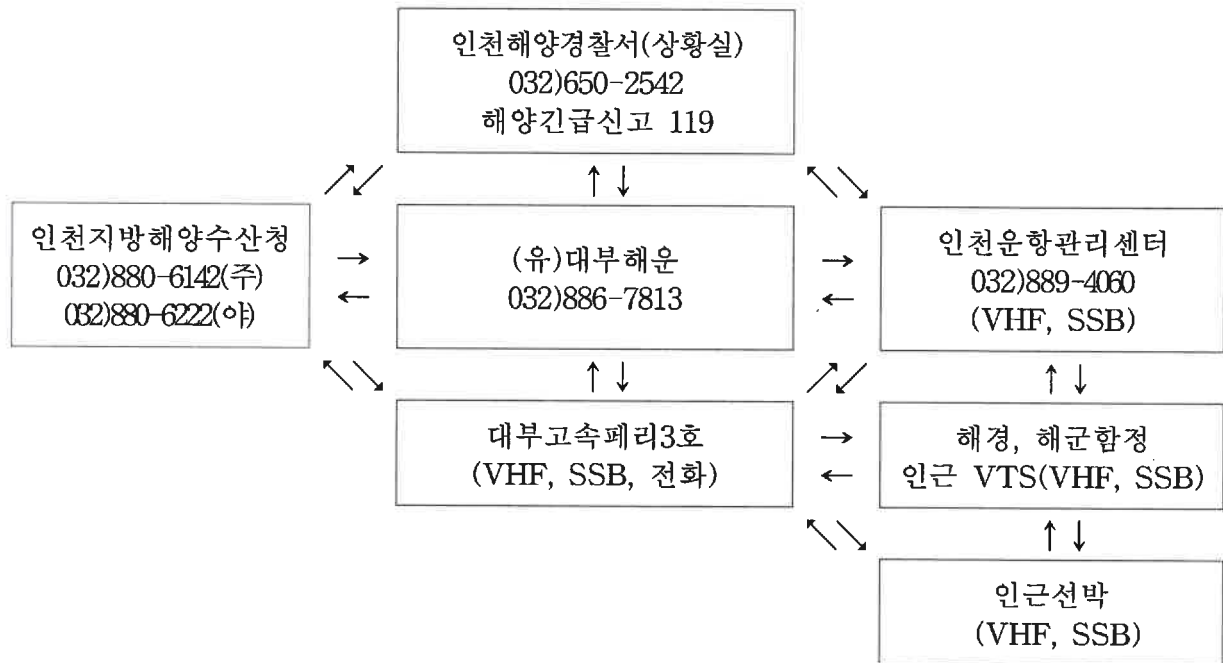 인천해양경찰서(상황실)
032)650-2542
해양긴급신고 119
인천지방해양수산청
032)880-6142(주)
032)880-6222(야)
(유)대부해운
032)886-7813
인천운항관리센터
032)889-4060
(VHF, SSB)
대부고속페리3호
(VHF, SSB, 전화)
해경, 해군함정
인근 VTS(VHF, SSB)
인근선박
(VHF, SSB)